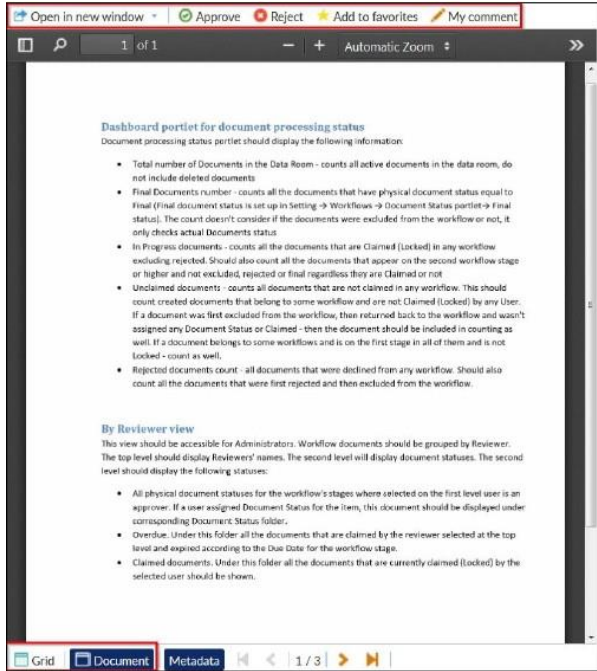 Open in new window Approve Reject Add to favorites My comment
1 of 1 Automatic Zoom
Dashboard portlet for document processing status
Document processing status portlet should display the following information:
• Total number of Documents in the Data Room - counts all active documents in the data room, do
not include deleted documents
• Final Documents number - counts all the documents that have physical document status equal to
Final (Final document status is set up in Setting → Workflows → Document Status portlet→ Final
status). The count doesn't consider if the documents were excluded from the workflow or not, it
only checks actual Documents status
• In Progress documents - counts all the documents that are Claimed (Locked) in any workflow
excluding rejected. Should also count all the documents that appear on the second workflow stage
or higher and not excluded, rejected or final regardless they are Claimed or not
• Unclaimed documents - counts all documents that are not claimed in any workflow. This should
count created documents that belong to some workflow and are not Claimed (Locked) by any User.
If a document was first excluded from the workflow, then returned back to the workflow and wasn't
assigned any Document Status or Claimed - then the document should be included in counting as
well. If a document belongs to some workflows and is on the first stage in all of them and is not
Locked - count as well.
• Rejected documents count - all documents that were declined from any workflow. Should also
count all the documents that were first rejected and then excluded from the workflow.
By Reviewer view
This view should be accessible for Administrators. Workflow documents should be grouped by Reviewer.
The top level should display Reviewers' names. The second level will display document statuses. The second
level should display the following statuses:
• All physical document statuses for the workflow's stages where selected on the first level user is an
approver. If a user assigned Document Status for the item, this document should be displayed under
corresponding Document Status folder.
• Overdue. Under this folder all the documents that are claimed by the reviewer selected at the top
level and expired according to the Due Date for the workflow stage.
• Claimed documents. Under this folder all the documents that are currently claimed (Locked) by the
selected user should be shown.
Grid Document Metadata 1 / 3